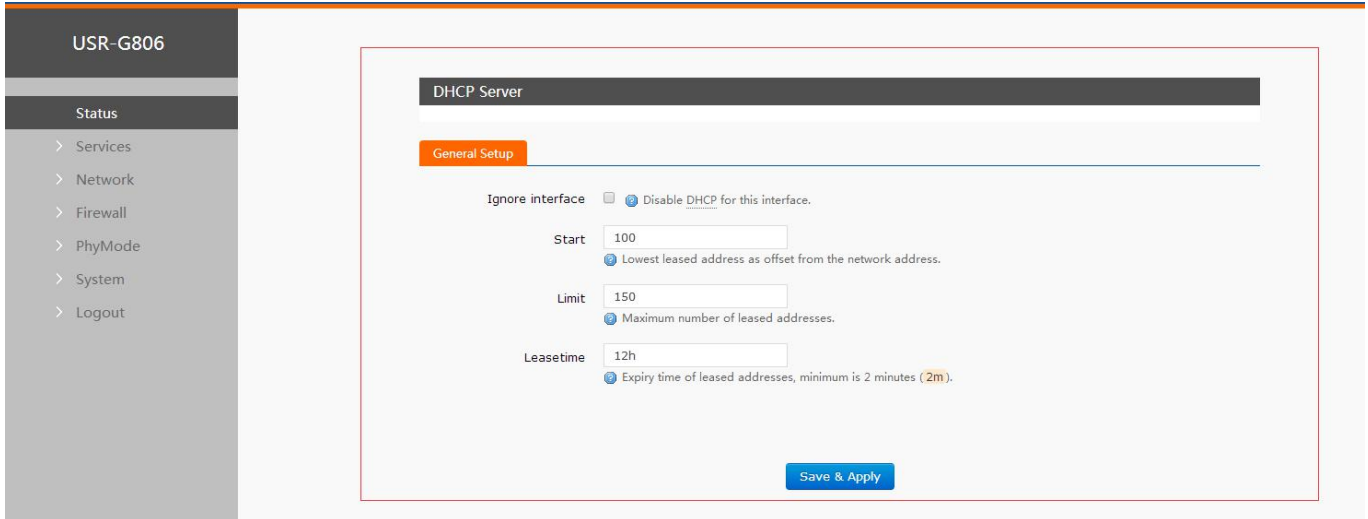 USR-G806
Status
Services
Network
Firewall
PhyMode
System
Logout
DHCP Server
General Setup
Ignore interface Disable DHCP for this interface.
Start 100
Lowest leased address as offset from the network address.
Limit 150
Maximum number of leased addresses.
Leasetime 12h
Expiry time of leased addresses, minimum is 2 minutes ( 2m ).
Save & Apply